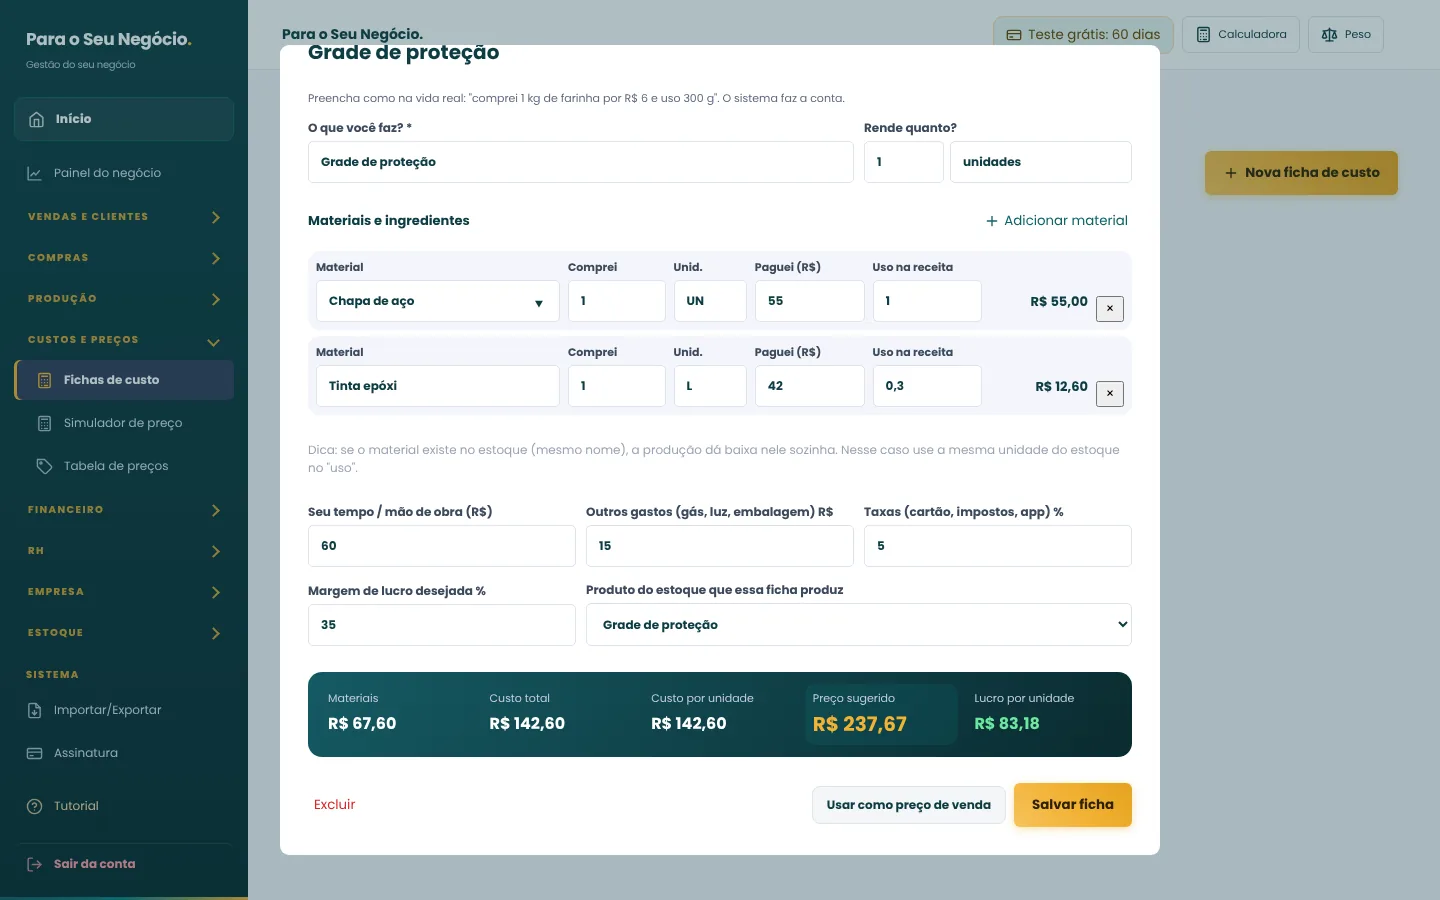 Para o Seu Negócio.
Gestão do seu negócio
Início
Painel do negócio
VENDAS E CLIENTES
COMPRAS
PRODUÇÃO
CUSTOS E PREÇOS
Fichas de custo
Simulador de preço
Tabela de preços
FINANCEIRO
RH
EMPRESA
ESTOQUE
SISTEMA
Importar/Exportar
Assinatura
Tutorial
Sair da conta
Para o Seu Negócio.
Teste grátis: 60 dias
Calculadora
Peso
+ Nova ficha de custo
Grade de proteção
Preencha como na vida real: "comprei 1 kg de farinha por R$ 6 e uso 300 g". O sistema faz a conta.
O que você faz? * Rende quanto?
Grade de proteção 1 unidades
Materiais e ingredientes + Adicionar material
Material Comprei Unid. Paguei (R$) Uso na receita
Chapa de aço 1 UN 55 1 R$ 55,00 ×
Material Comprei Unid. Paguei (R$) Uso na receita
Tinta epóxi 1 L 42 0,3 R$ 12,60 ×
Dica: se o material existe no estoque (mesmo nome), a produção dá baixa nele sozinha. Nesse caso use a mesma unidade do estoque
no "uso".
Seu tempo / mão de obra (R$) Outros gastos (gás, luz, embalagem) R$ Taxas (cartão, impostos, app) %
60 15 5
Margem de lucro desejada % Produto do estoque que essa ficha produz
35 Grade de proteção
Materiais Custo total Custo por unidade Preço sugerido Lucro por unidade
R$ 67,60 R$ 142,60 R$ 142,60 R$ 237,67 R$ 83,18
Excluir Usar como preço de venda Salvar ficha